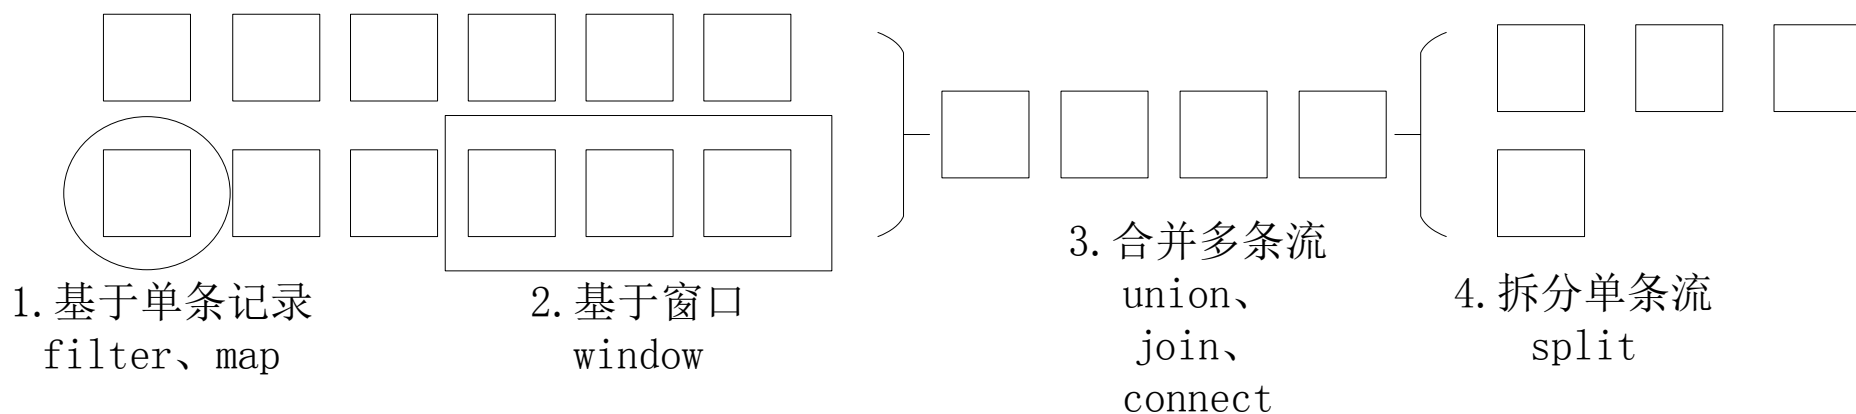 1.基于单条记录
filter、map
2.基于窗口
window
3.合并多条流
union、
join、
connect
4.拆分单条流
split